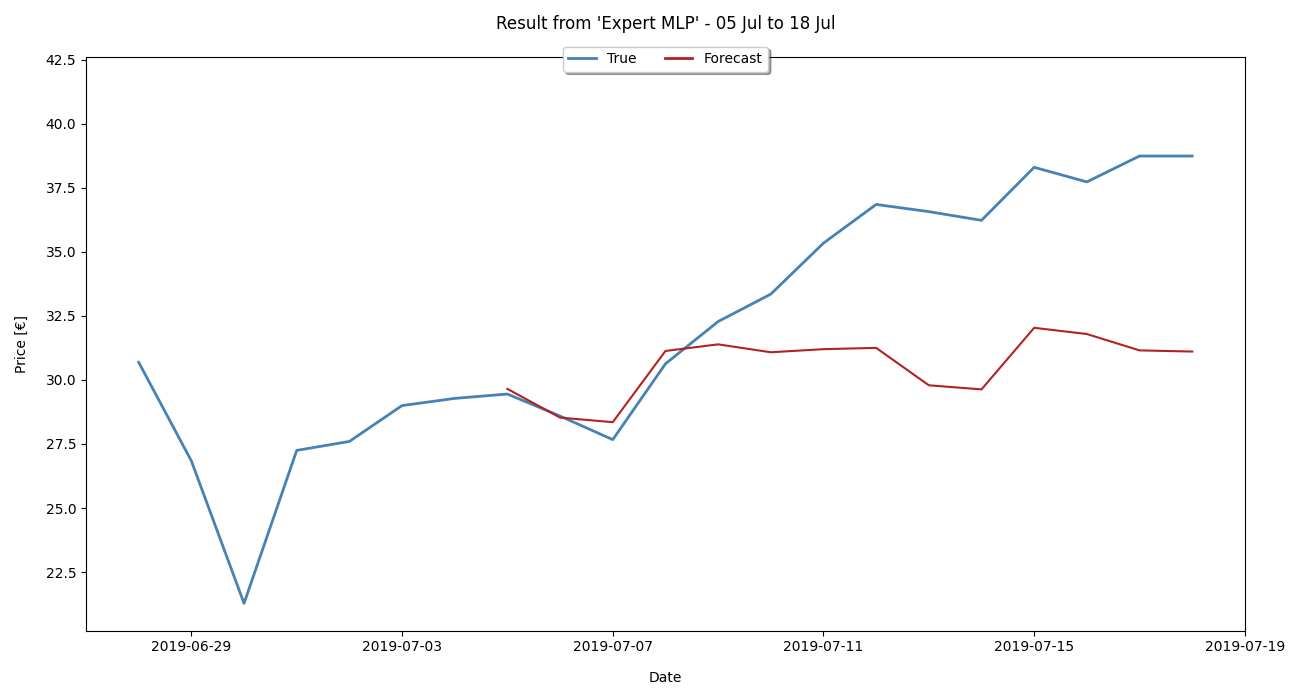 Result from 'Expert MLP' - 05 Jul to 18 Jul
True Forecast
42.5
40.0
37.5
35.0
32.5
30.0
27.5
25.0
22.5
Price [€]
2019-06-29 2019-07-03 2019-07-07 2019-07-11 2019-07-15 2019-07-19
Date